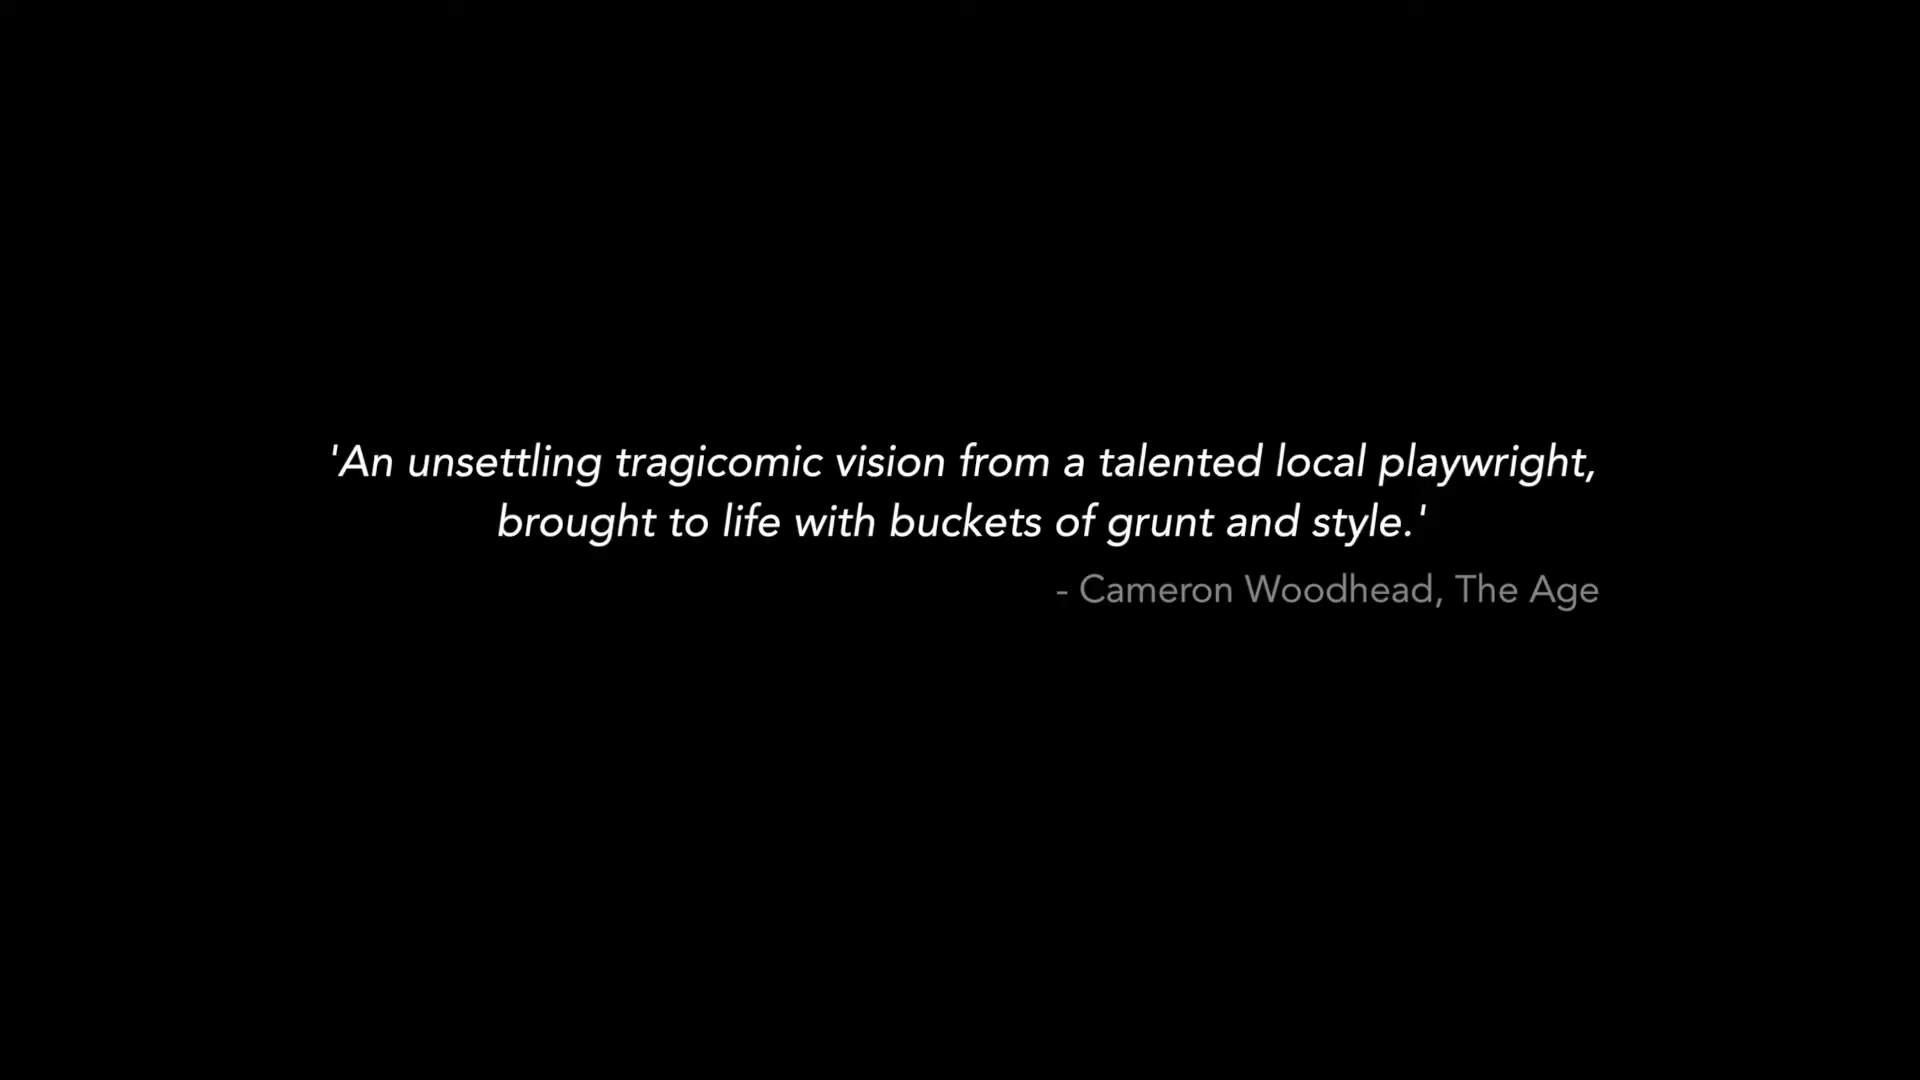 'An unsettling tragicomic vision from a talented local playwright,
brought to life with buckets of grunt and style.'
- Cameron Woodhead, The Age